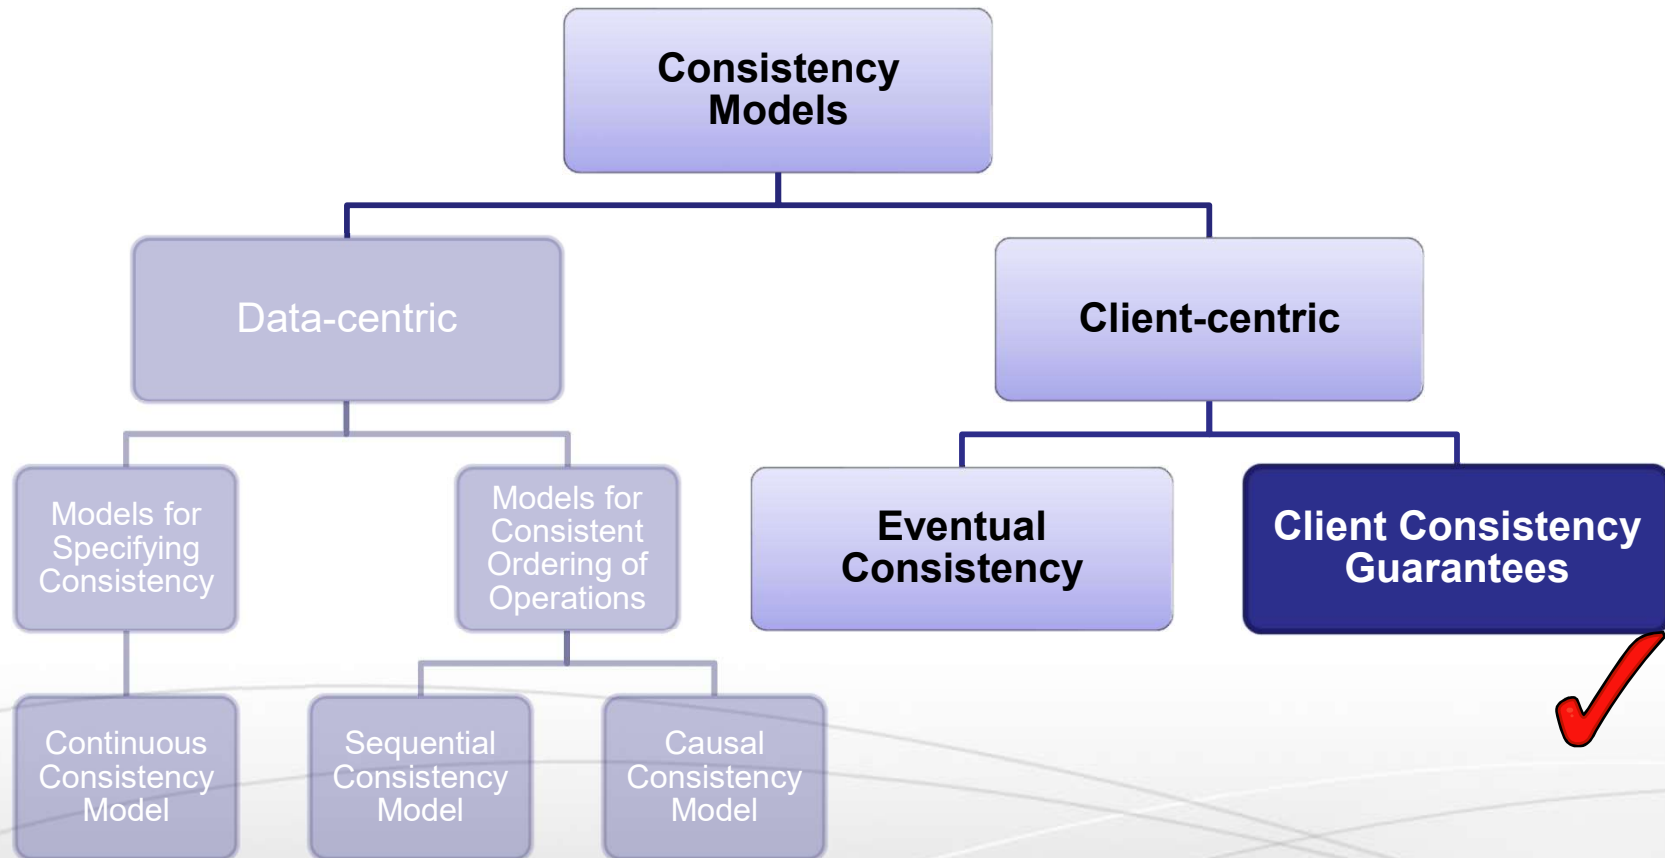 Consistency
Models
Data-centric
Client-centric
Models for
Specifying
Consistency
Models for
Consistent
Ordering of
Operations
Eventual
Consistency
Client Consistency
Guarantees
Continuous
Consistency
Model
Sequential
Consistency
Model
Causal
Consistency
Model